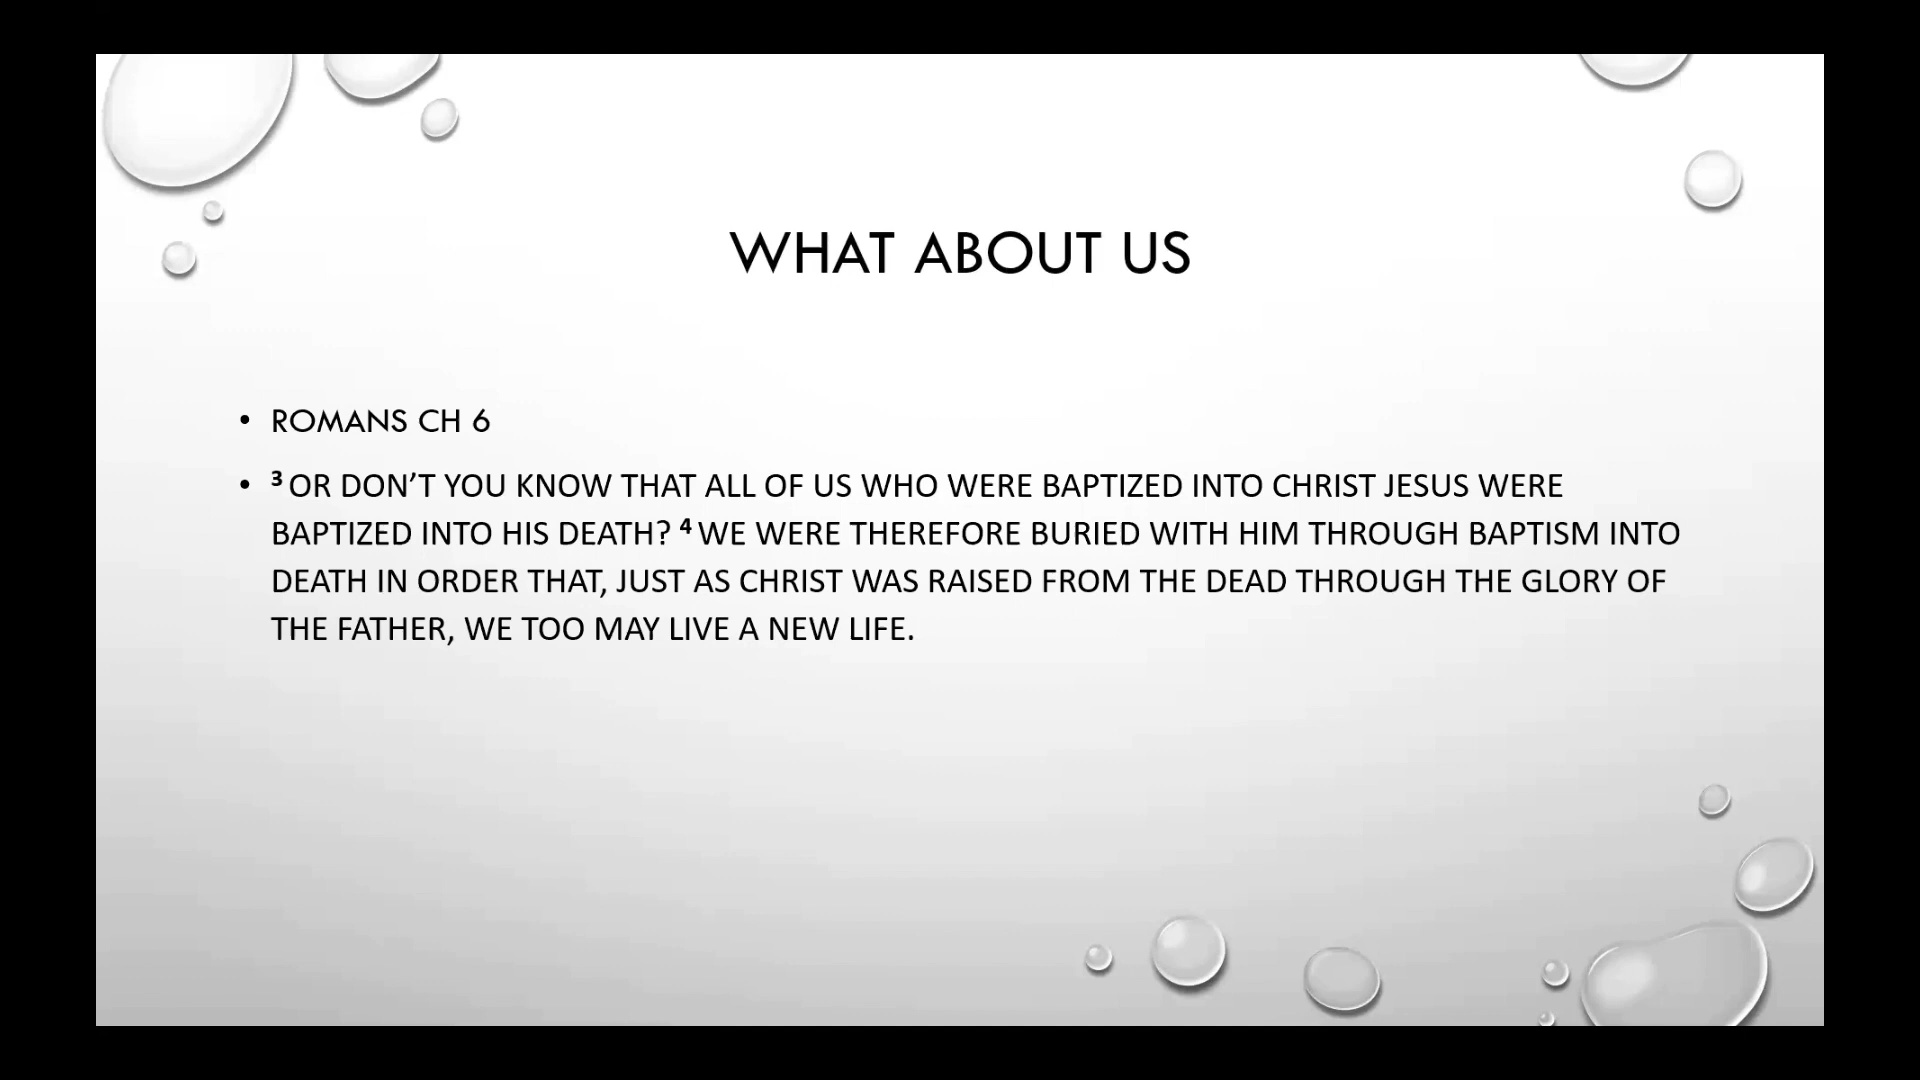 WHAT ABOUT US
• ROMANS CH 6
• ³ OR DON’T YOU KNOW THAT ALL OF US WHO WERE BAPTIZED INTO CHRIST JESUS WERE
BAPTIZED INTO HIS DEATH? ⁴ WE WERE THEREFORE BURIED WITH HIM THROUGH BAPTISM INTO
DEATH IN ORDER THAT, JUST AS CHRIST WAS RAISED FROM THE DEAD THROUGH THE GLORY OF
THE FATHER, WE TOO MAY LIVE A NEW LIFE.